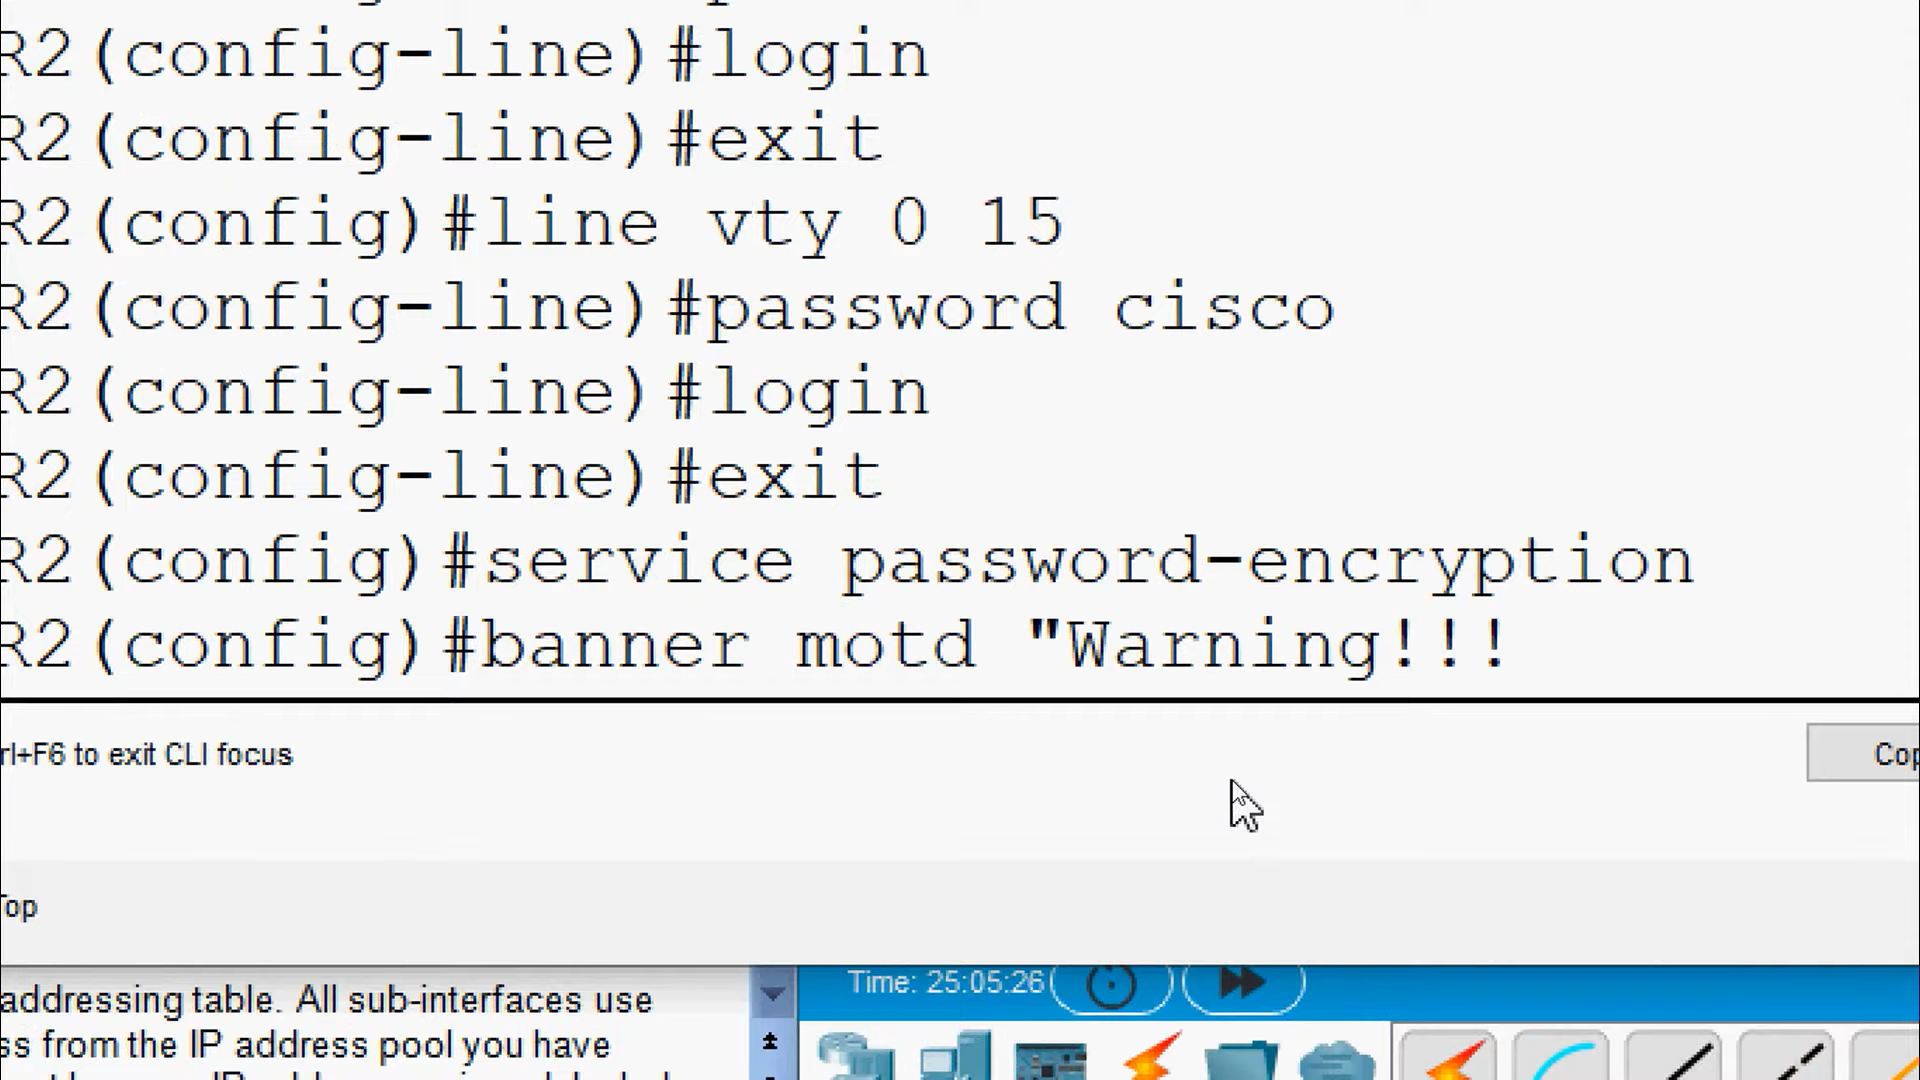 R2(config-line)#login
R2(config-line)#exit
R2(config)#line vty 0 15
R2(config-line)#password cisco
R2(config-line)#login
R2(config-line)#exit
R2(config)#service password-encryption
R2(config)#banner motd "Warning!!!
rl+F6 to exit CLI focus
Cop
Top
addressing table. All sub-interfaces use
Time: 25:05:26
ss from the IP address pool you have